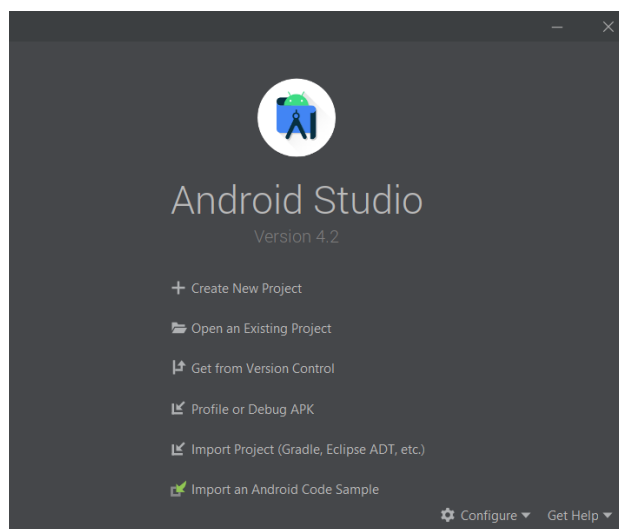 Android Studio
Version 4.2
Create New Project
Open an Existing Project
Get from Version Control
Profile or Debug APK
Import Project (Gradle, Eclipse ADT, etc.)
Import an Android Code Sample
Configure Get Help